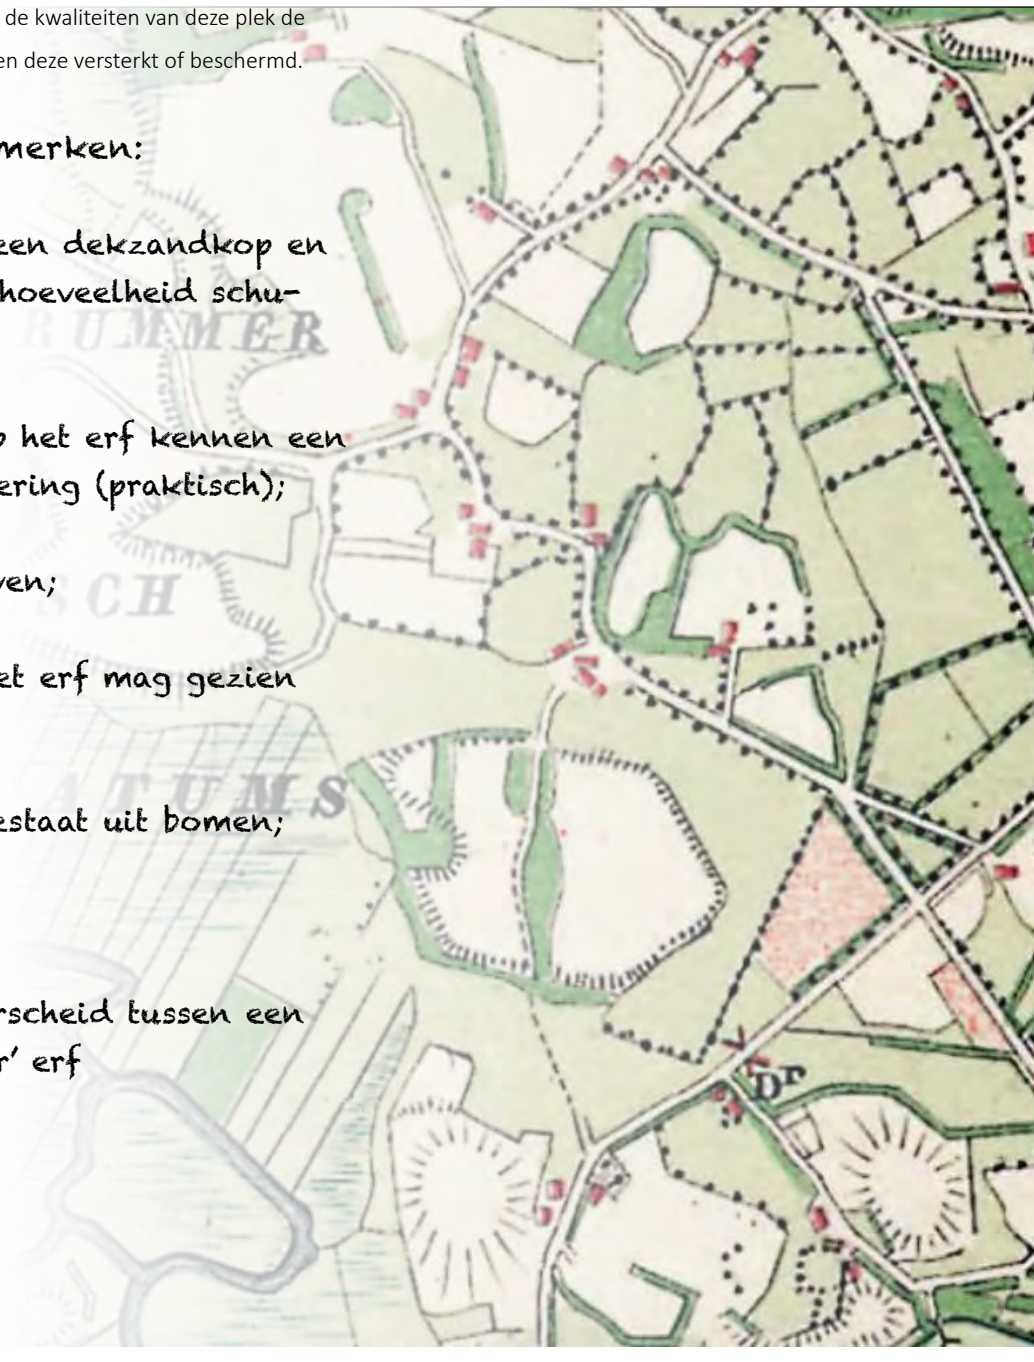 de kwaliteiten van deze plek de
en deze versterkt of beschermd.
merken:
een dekzandkop en
hoeveelheid schu-
RUMMER
het erf kennen een
ering (praktisch);
ven;
SCH
et erf mag gezien
ATUMS
estaat uit bomen;
rscheid tussen een
r' erf
Dr